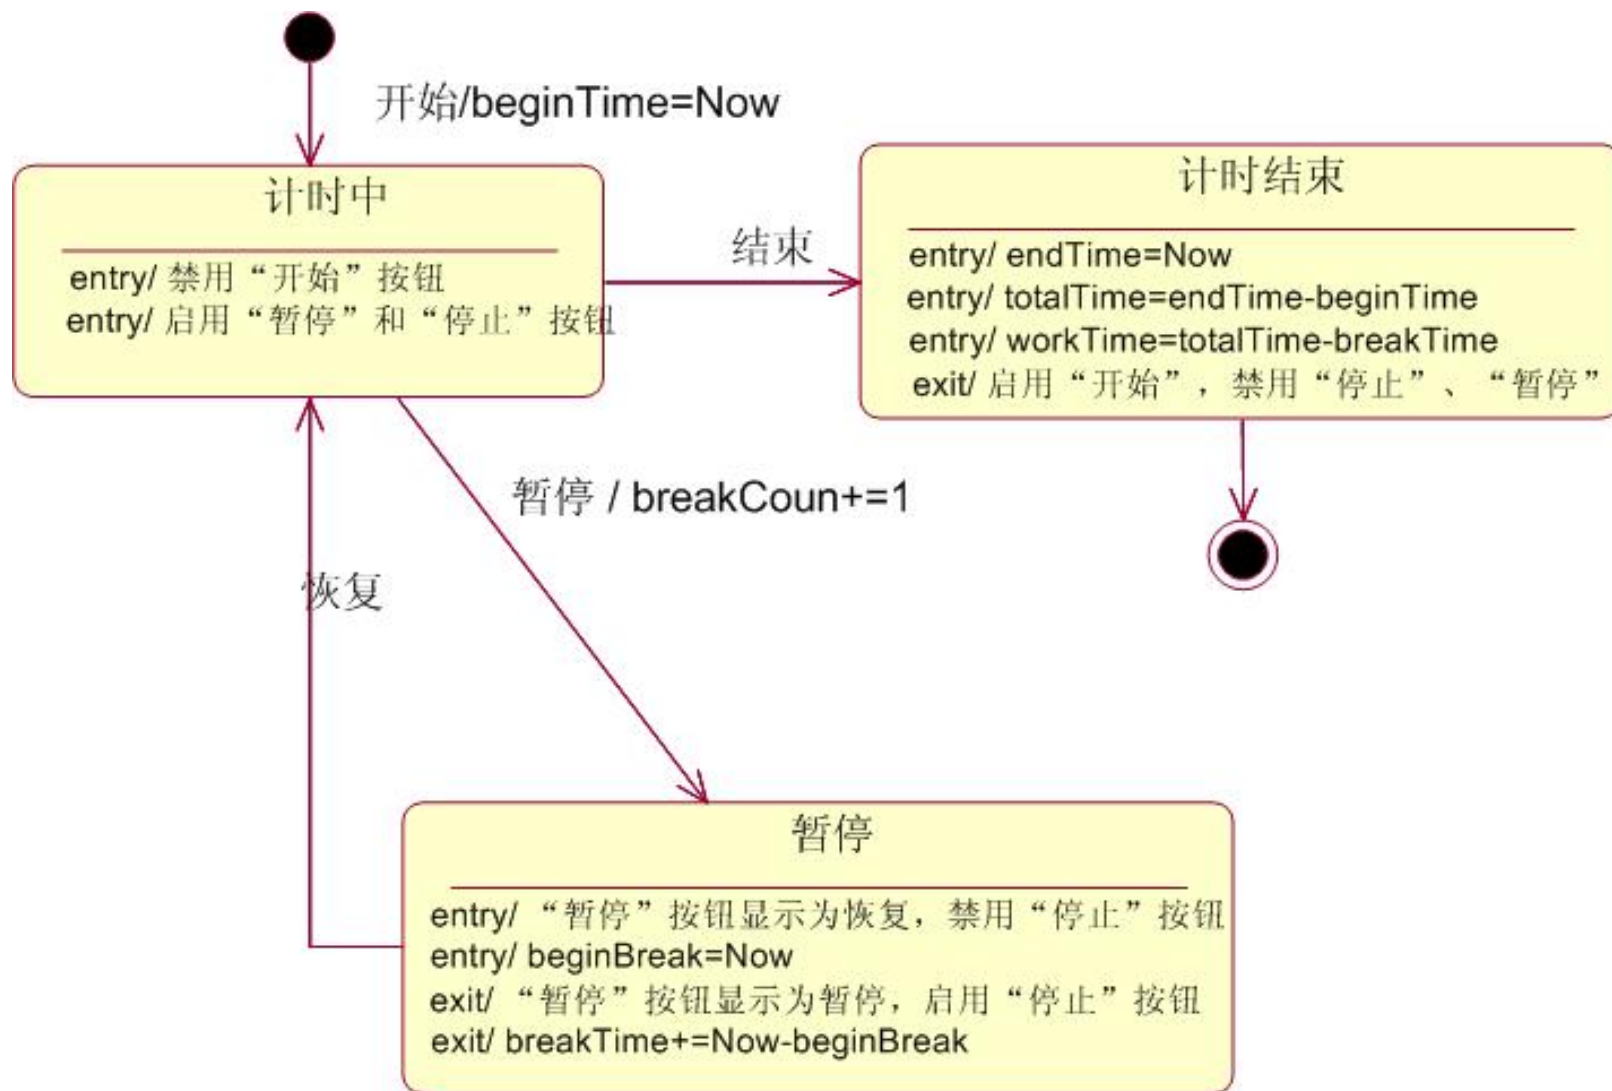 开始/beginTime=Now
计时中
entry/ 禁用“开始”按钮
entry/ 启用“暂停”和“停止”按钮
结束
计时结束
entry/ endTime=Now
entry/ totalTime=endTime-beginTime
entry/ workTime=totalTime-breakTime
exit/ 启用“开始”，禁用“停止”、“暂停”
暂停 / breakCoun+=1
恢复
暂停
entry/ “暂停”按钮显示为恢复，禁用“停止”按钮
entry/ beginBreak=Now
exit/ “暂停”按钮显示为暂停，启用“停止”按钮
exit/ breakTime+=Now-beginBreak